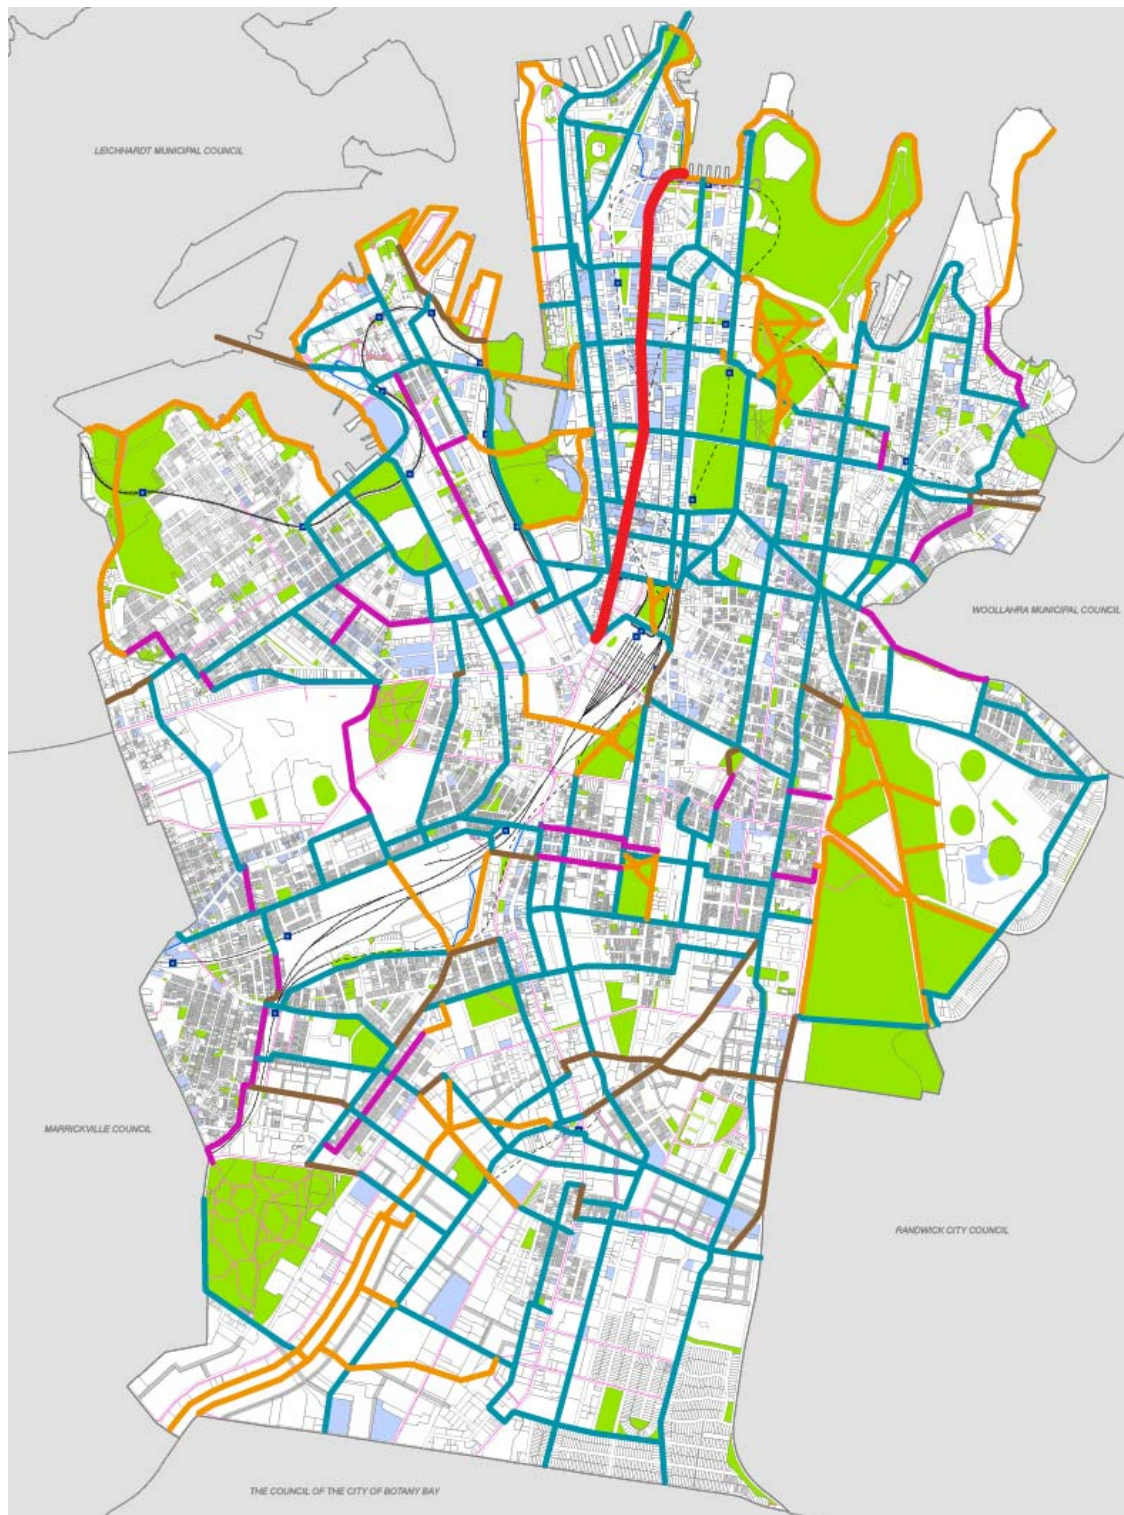 LEICHHARDT MUNICIPAL COUNCIL
WOOLLAHRA MUNICIPAL COUNCIL
MARRICKVILLE COUNCIL
RANDWICK CITY COUNCIL
THE COUNCIL OF THE CITY OF BOTANY BAY